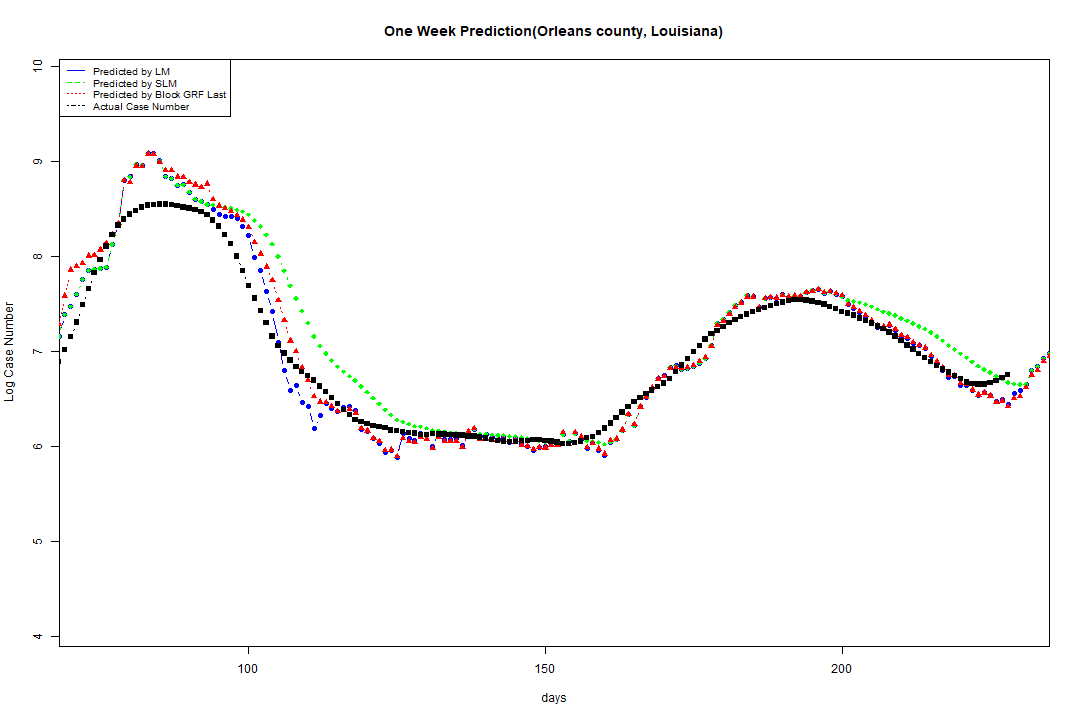 One Week Prediction(Orleans county, Louisiana)
Predicted by LM
Predicted by SLM
Predicted by Block GRF Last
Actual Case Number
10
9
8
7
6
5
4
Log Case Number
100 150 200
days